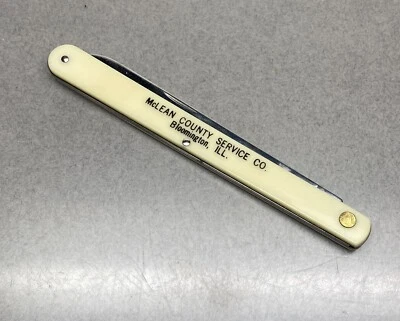 McLEAN COUNTY SERVICE CO.
Bloomington, ILL.